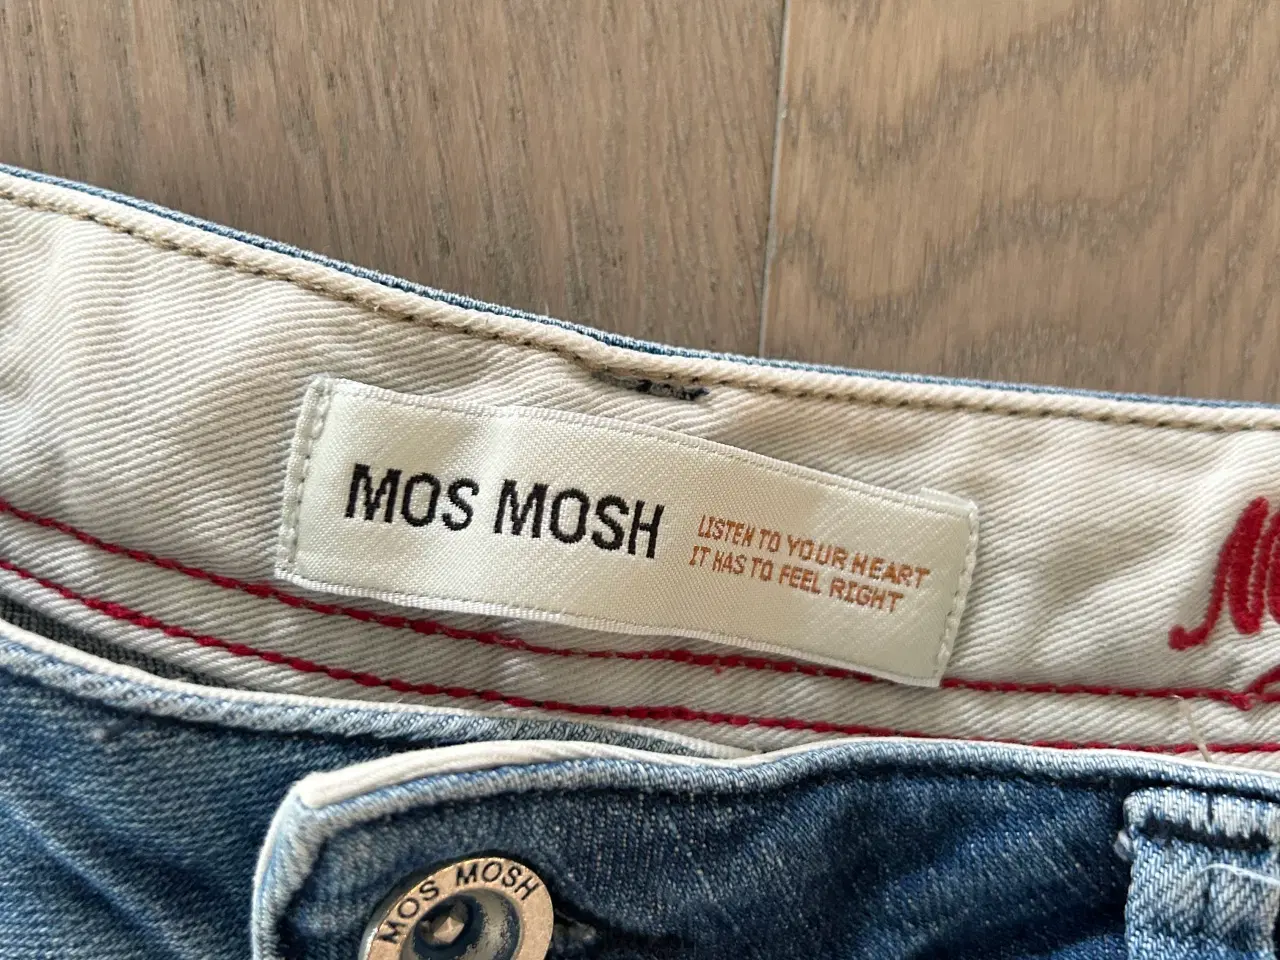 MOS MOSH
LISTEN TO YOUR HEART
IT HAS TO FEEL RIGHT
MOS MOSH